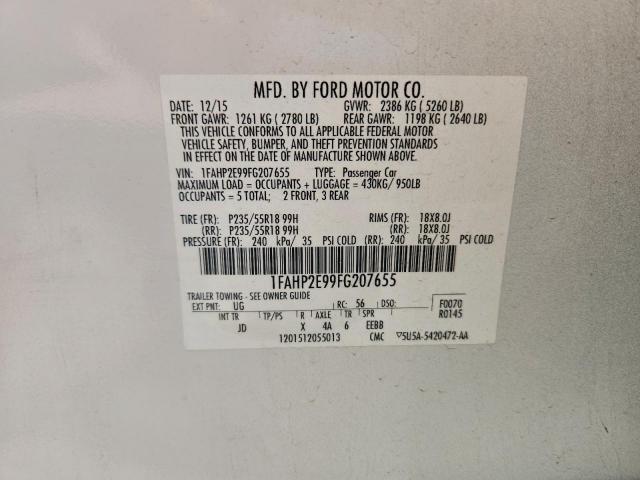 MFD. BY FORD MOTOR CO.
DATE: 12/15 GVWR: 2386 KG ( 5260 LB)
FRONT GAWR: 1261 KG ( 2780 LB) REAR GAWR: 1198 KG ( 2640 LB)
THIS VEHICLE CONFORMS TO ALL APPLICABLE FEDERAL MOTOR
VEHICLE SAFETY, BUMPER, AND THEFT PREVENTION STANDARDS
IN EFFECT ON THE DATE OF MANUFACTURE SHOWN ABOVE.
VIN: 1FAHP2E99FG207655 TYPE: Passenger Car
MAXIMUM LOAD = OCCUPANTS + LUGGAGE = 430KG/ 950LB
OCCUPANTS = 5 TOTAL: 2 FRONT, 3 REAR
TIRE (FR): P235/55R18 99H RIMS (FR): 18X8.0J
(RR): P235/55R18 99H (RR): 18X8.0J
PRESSURE (FR): 240 kPa/ 35 PSI COLD (RR): 240 kPa/ 35 PSI COLD
1FAHP2E99FG207655
TRAILER TOWING - SEE OWNER GUIDE
EXT PNT: UG RC: 56 DSO: F0070
INT TR TP/PS R AXLE TR SPR R0145
JD X 4A 6 EEBB
1201512055013 CMC ▽5U5A-5420472-AA